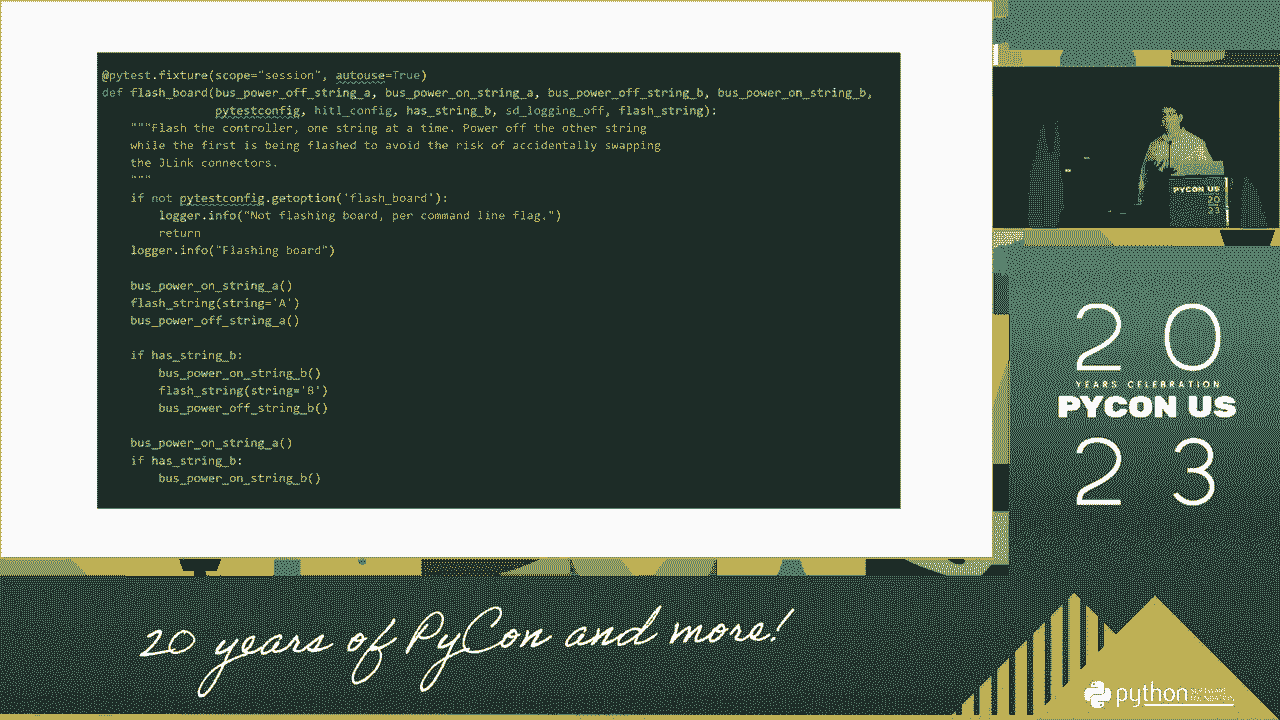 @pytest.fixture(scope="session", autouse=True)
def flash_board(bus_power_off_string_a, bus_power_on_string_a, bus_power_off_string_b, bus_power_on_string_b,
pytestconfig, hitl_config, has_string_b, sd_logging_off, flash_string):
"""Flash the controller, one string at a time. Power off the other string
while the first is being flashed to avoid the risk of accidentally swapping
the JLink connectors.
"""
if not pytestconfig.getoption('flash_board'):
logger.info("Not flashing board, per command line flag.")
return
logger.info("Flashing board")
bus_power_on_string_a()
flash_string(string='A')
bus_power_off_string_a()
if has_string_b:
bus_power_on_string_b()
flash_string(string='B')
bus_power_off_string_b()
bus_power_on_string_a()
if has_string_b:
bus_power_on_string_b()
PYCON US
20
23
20
YEARS CELEBRATION
PYCON US
23
20 years of PyCon and more!
python